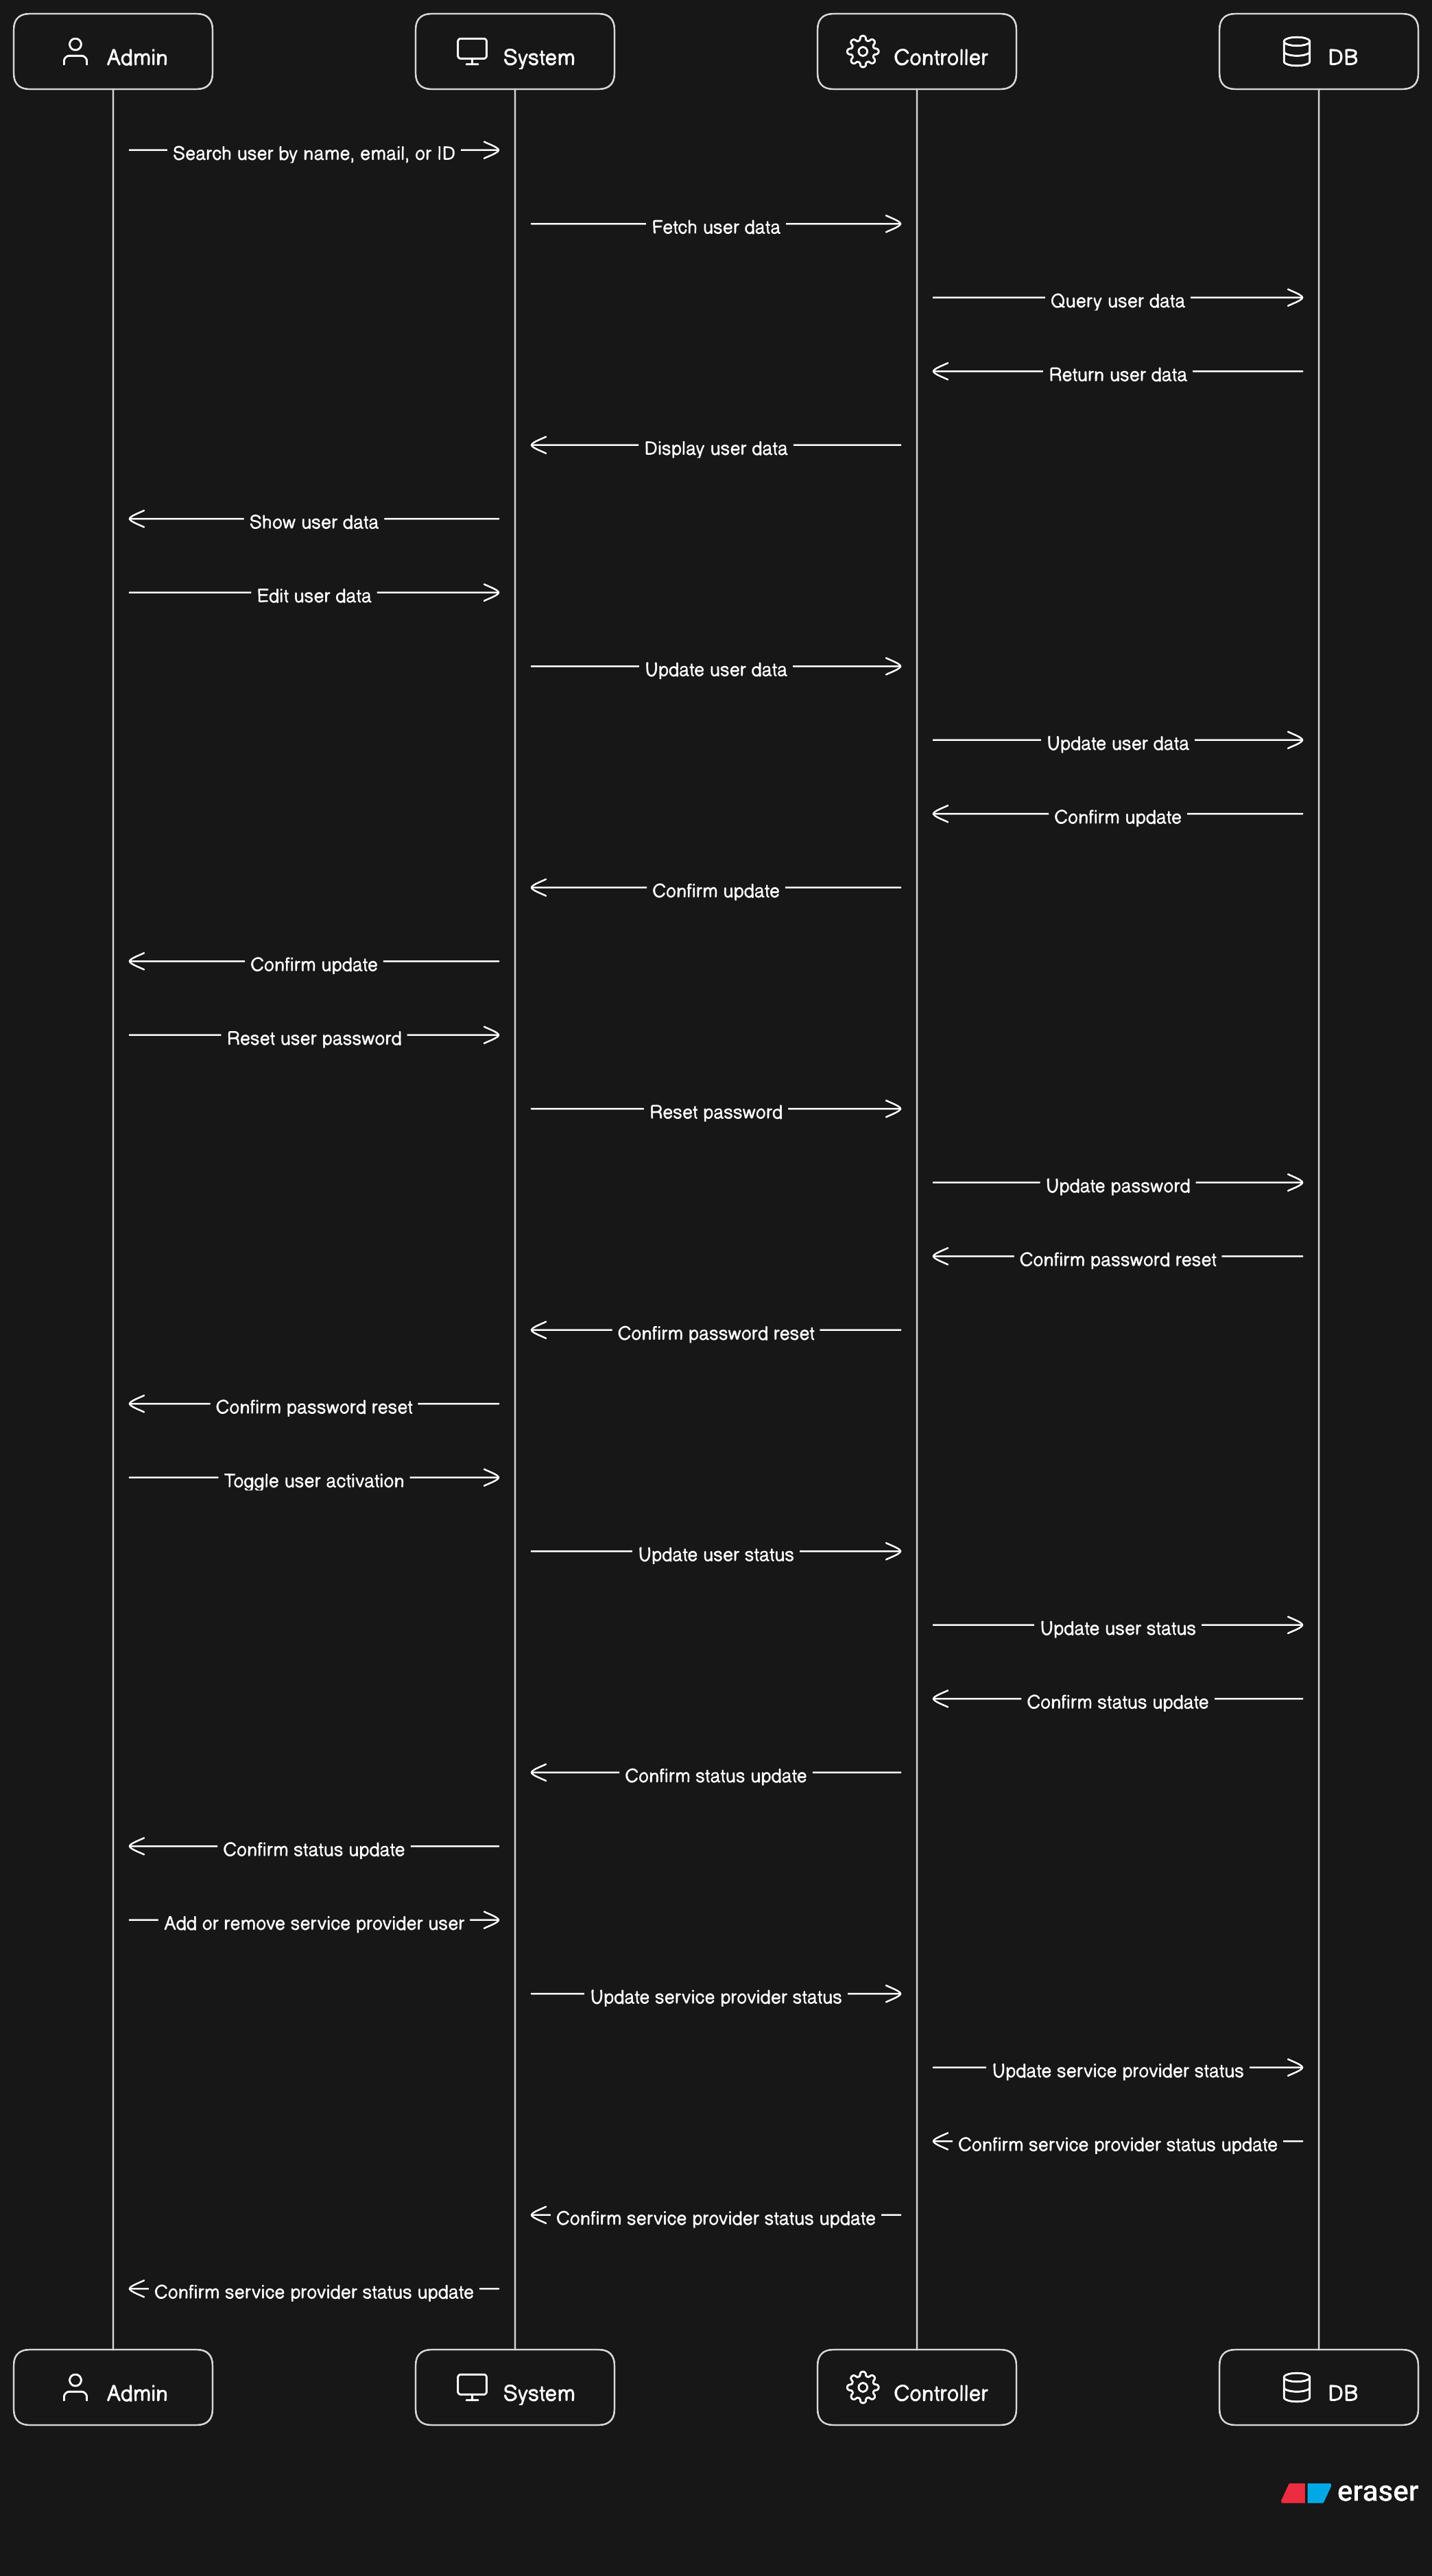 Admin
System
Controller
DB
Search user by name, email, or ID
Fetch user data
Query user data
Return user data
Display user data
Show user data
Edit user data
Update user data
Update user data
Confirm update
Confirm update
Confirm update
Reset user password
Reset password
Update password
Confirm password reset
Confirm password reset
Confirm password reset
Toggle user activation
Update user status
Update user status
Confirm status update
Confirm status update
Confirm status update
Add or remove service provider user
Update service provider status
Update service provider status
Confirm service provider status update
Confirm service provider status update
Confirm service provider status update
Admin
System
Controller
DB
eraser